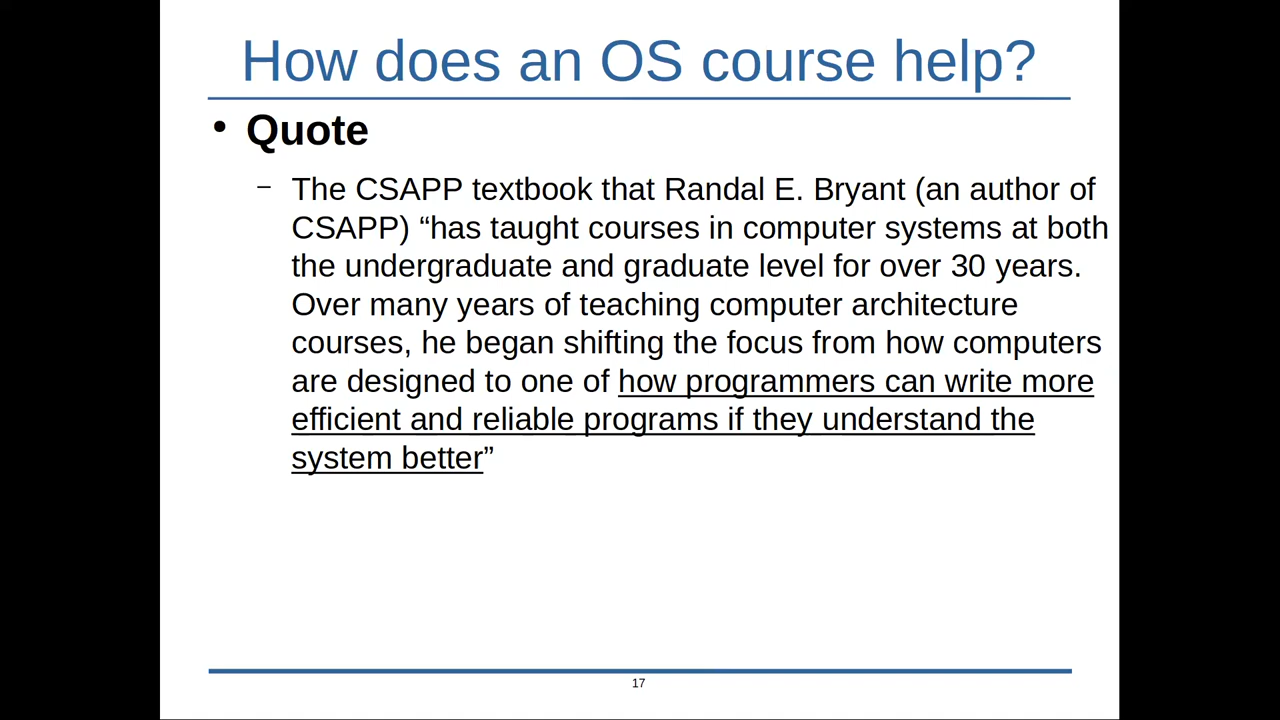 How does an OS course help?
• Quote
– The CSAPP textbook that Randal E. Bryant (an author of
CSAPP) “has taught courses in computer systems at both
the undergraduate and graduate level for over 30 years.
Over many years of teaching computer architecture
courses, he began shifting the focus from how computers
are designed to one of how programmers can write more
efficient and reliable programs if they understand the
system better”
17